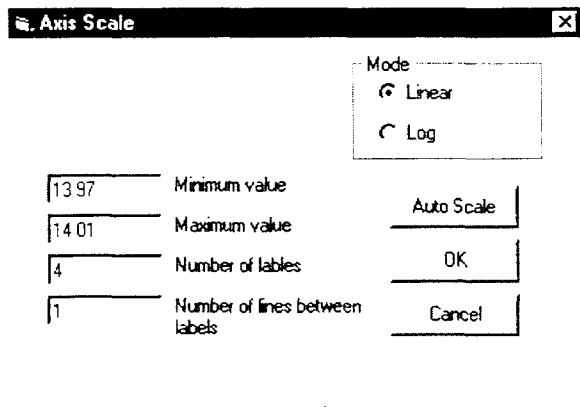 Axis Scale
Mode
Linear
Log
13.97 Minimum value
14.01 Maximum value
4 Number of lables
1 Number of lines between
labels
Auto Scale
OK
Cancel